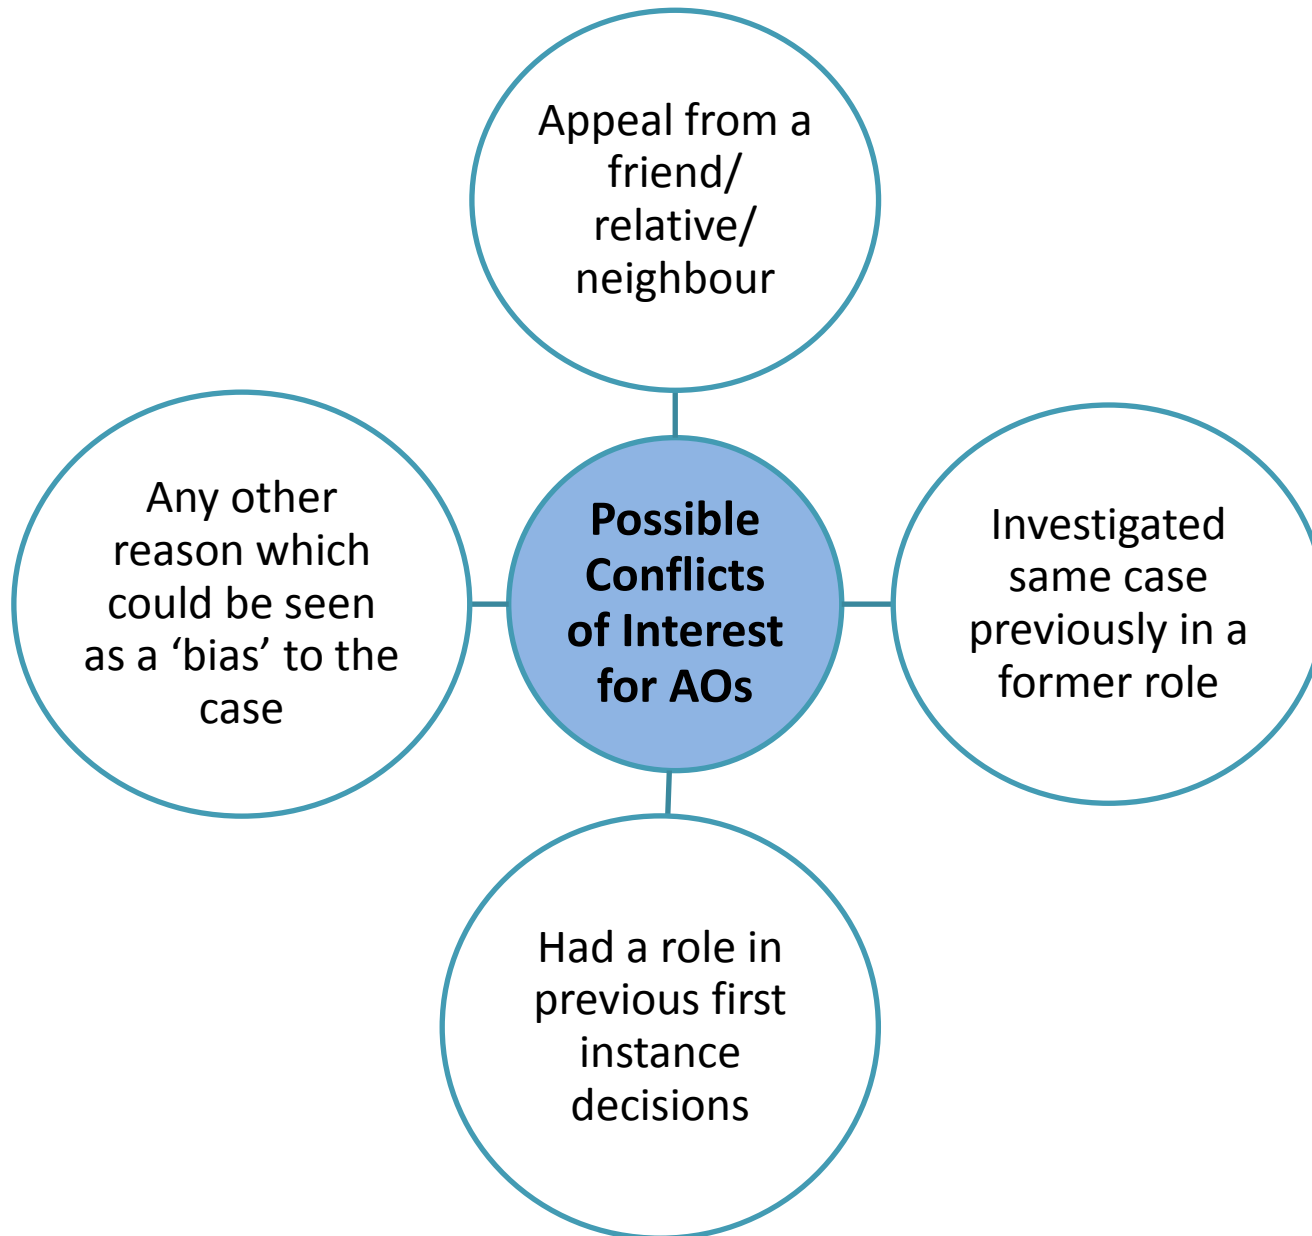 Appeal from a
friend/
relative/
neighbour
Any other
reason which
could be seen
as a ‘bias’ to the
case
Possible
Conflicts
of Interest
for AOs
Investigated
same case
previously in a
former role
Had a role in
previous first
instance
decisions